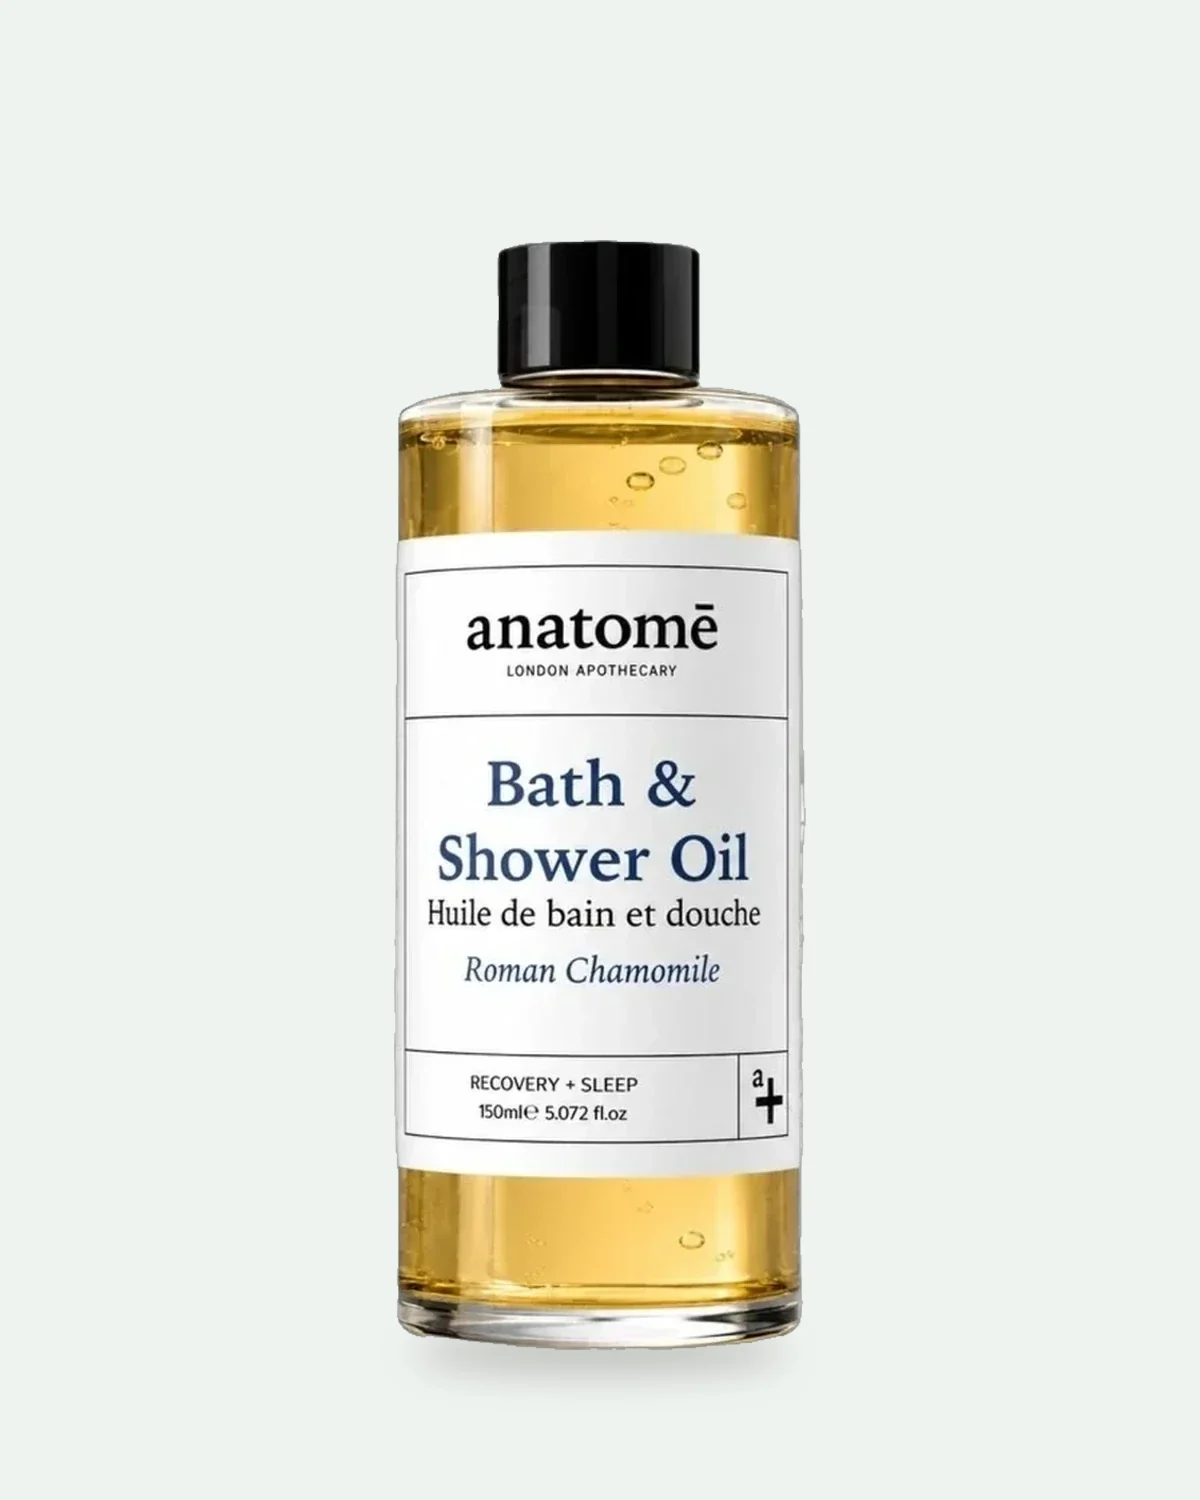 anatomē
LONDON APOTHECARY
Bath &
Shower Oil
Huile de bain et douche
Roman Chamomile
RECOVERY + SLEEP
150ml℮ 5.072 fl.oz
a+